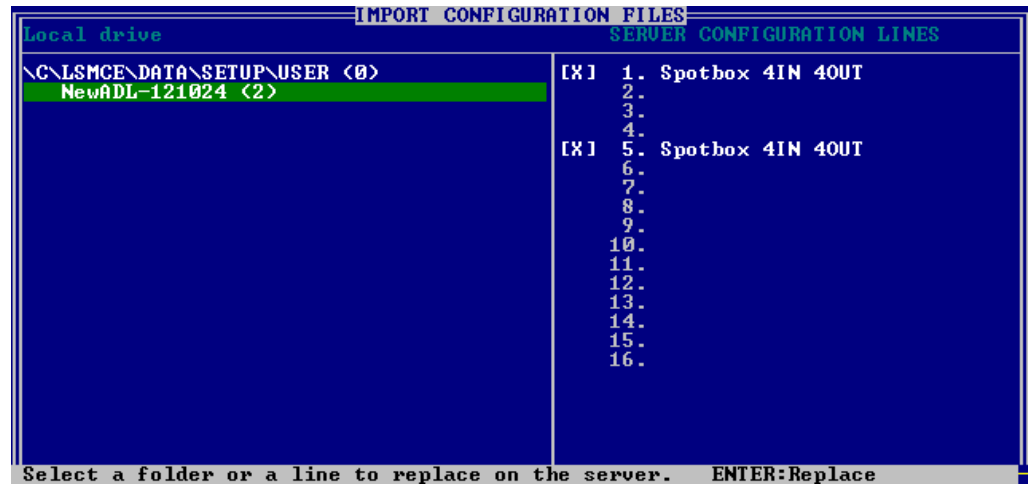 IMPORT CONFIGURATION FILES
Local drive
\C\LSMCE\DATA\SETUP\USER (0)
NewADL-121024 (2)
SERVER CONFIGURATION LINES
[X] 1. Spotbox 4IN 4OUT
2.
3.
4.
[X] 5. Spotbox 4IN 4OUT
6.
7.
8.
9.
10.
11.
12.
13.
14.
15.
16.
Select a folder or a line to replace on the server. ENTER:Replace